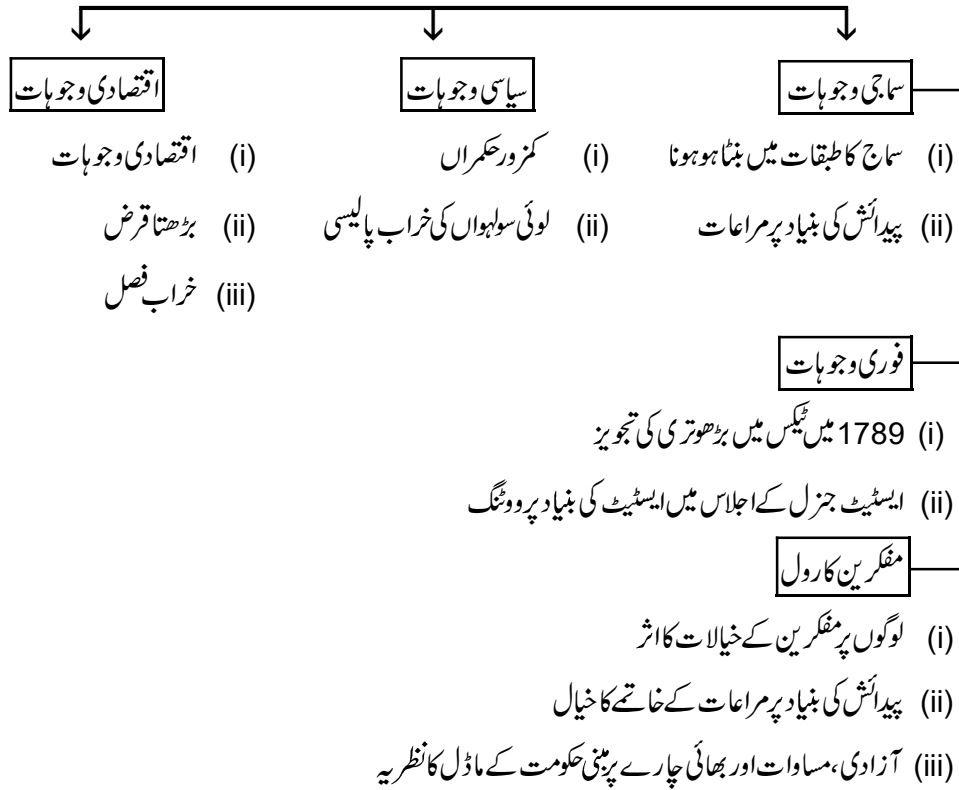 سماجی وجوہات
(i) سماج کا طبقات میں بنٹا ہوہونا
(ii) پیدائش کی بنیاد پر مراعات
سیاسی وجوہات
(i) کمزور حکمراں
(ii) لوئی سولہواں کی خراب پالیسی
اقتصادی وجوہات
(i) اقتصادی وجوہات
(ii) بڑھتا قرض
(iii) خراب فصل
فوری وجوہات
(i) 1789 میں ٹیکس میں بڑھوتری کی تجویز
(ii) ایسٹیٹ جنرل کے اجلاس میں ایسٹیٹ کی بنیاد پر ووٹنگ
مفکرین کا رول
(i) لوگوں پر مفکرین کے خیالات کا اثر
(ii) پیدائش کی بنیاد پر مراعات کے خاتمے کا خیال
(iii) آزادی، مساوات اور بھائی چارے پر مبنی حکومت کے ماڈل کا نظریہ